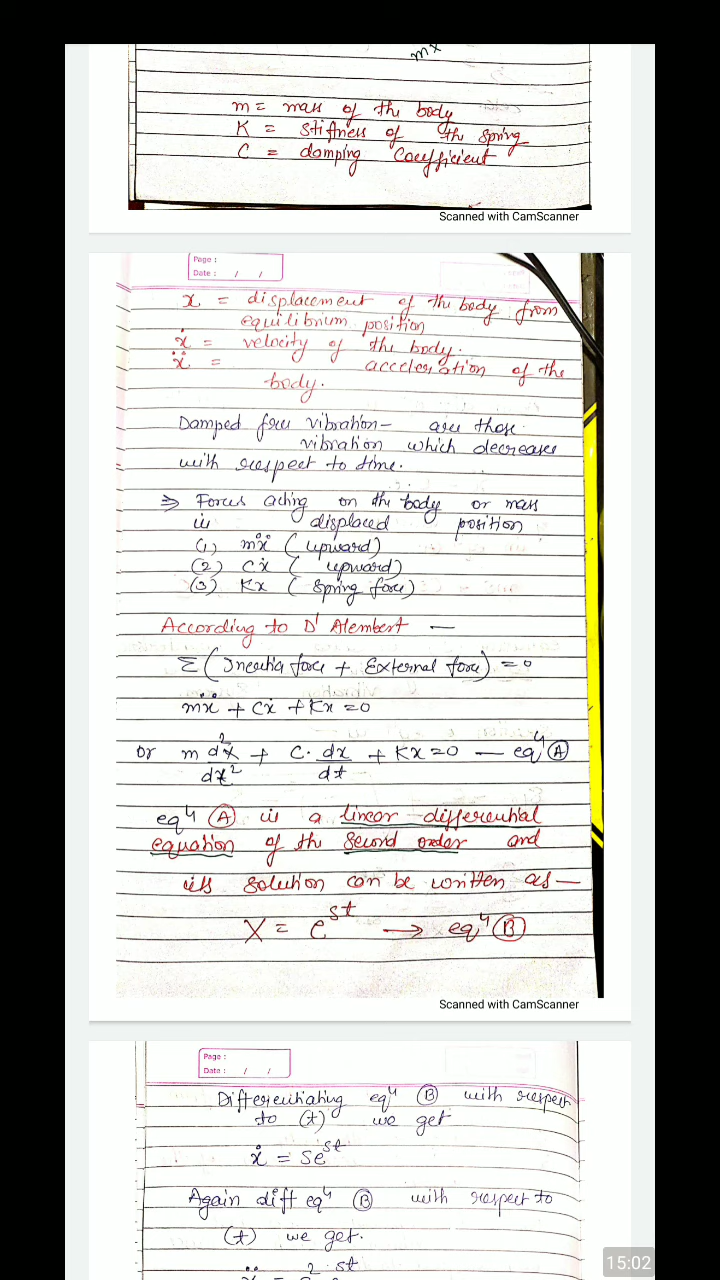 mẍ
m = mass of the body
K = stiffness of the spring
C = damping coefficient
Scanned with CamScanner
Page :
Date : / /
x = displacement of the body from
equilibrium position
ẋ = velocity of the body.
ẍ = acceleration of the
body.
Damped free vibration – are those
vibration which decreases
with respect to time.
⇒ Forces acting on the body or mass
in displaced position
(1) mẍ (upward)
(2) Cẋ (upward)
(3) Kx (spring force)
According to D' Alembert —
Σ (Inertia force + External force) = 0
mẍ + Cẋ + Kx = 0
or m d²x/dt² + C. dx/dt + Kx = 0 — eqⁿ (A)
eqⁿ (A) is a linear differential
equation of the second order and
its solution can be written as —
X = e^st → eqⁿ (B)
Scanned with CamScanner
Page :
Date : / /
Differentiating eqⁿ (B) with respect
to (t) we get
ẋ = se^st
Again diff eqⁿ (B) with respect to
(t) we get.
15:02